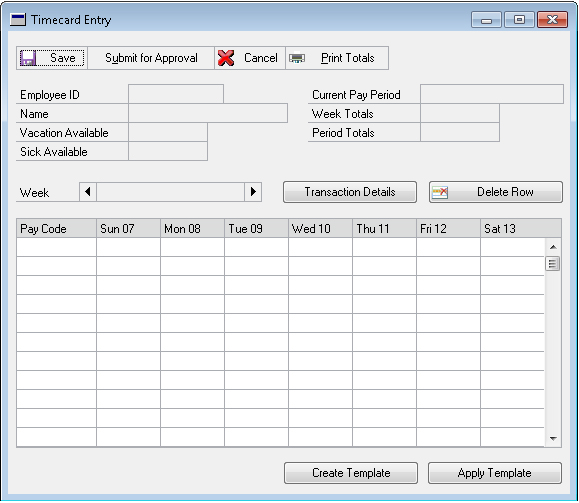 Timecard Entry
Save Submit for Approval Cancel Print Totals
Employee ID Current Pay Period
Name Week Totals
Vacation Available Period Totals
Sick Available
Week Transaction Details Delete Row
Pay Code Sun 07 Mon 08 Tue 09 Wed 10 Thu 11 Fri 12 Sat 13
Create Template Apply Template